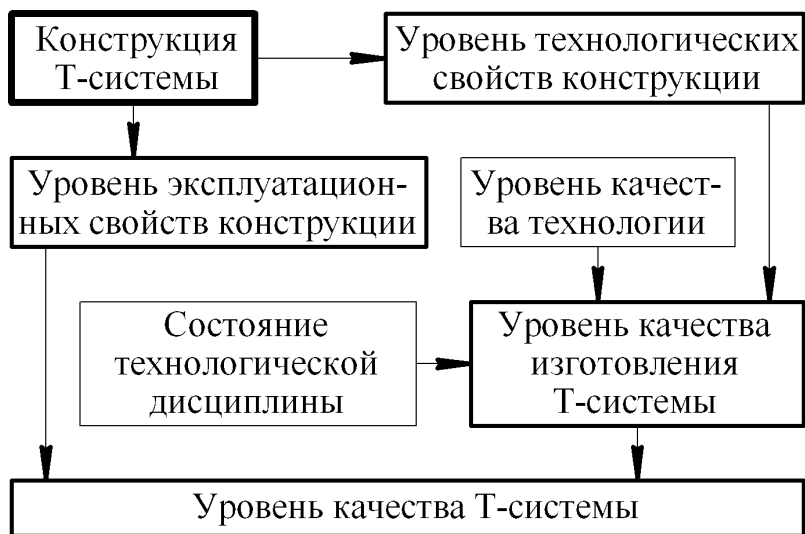 Конструкция
Т-системы
Уровень технологических
свойств конструкции
Уровень эксплуатацион-
ных свойств конструкции
Уровень качест-
ва технологии
Состояние
технологической
дисциплины
Уровень качества
изготовления
Т-системы
Уровень качества Т-системы